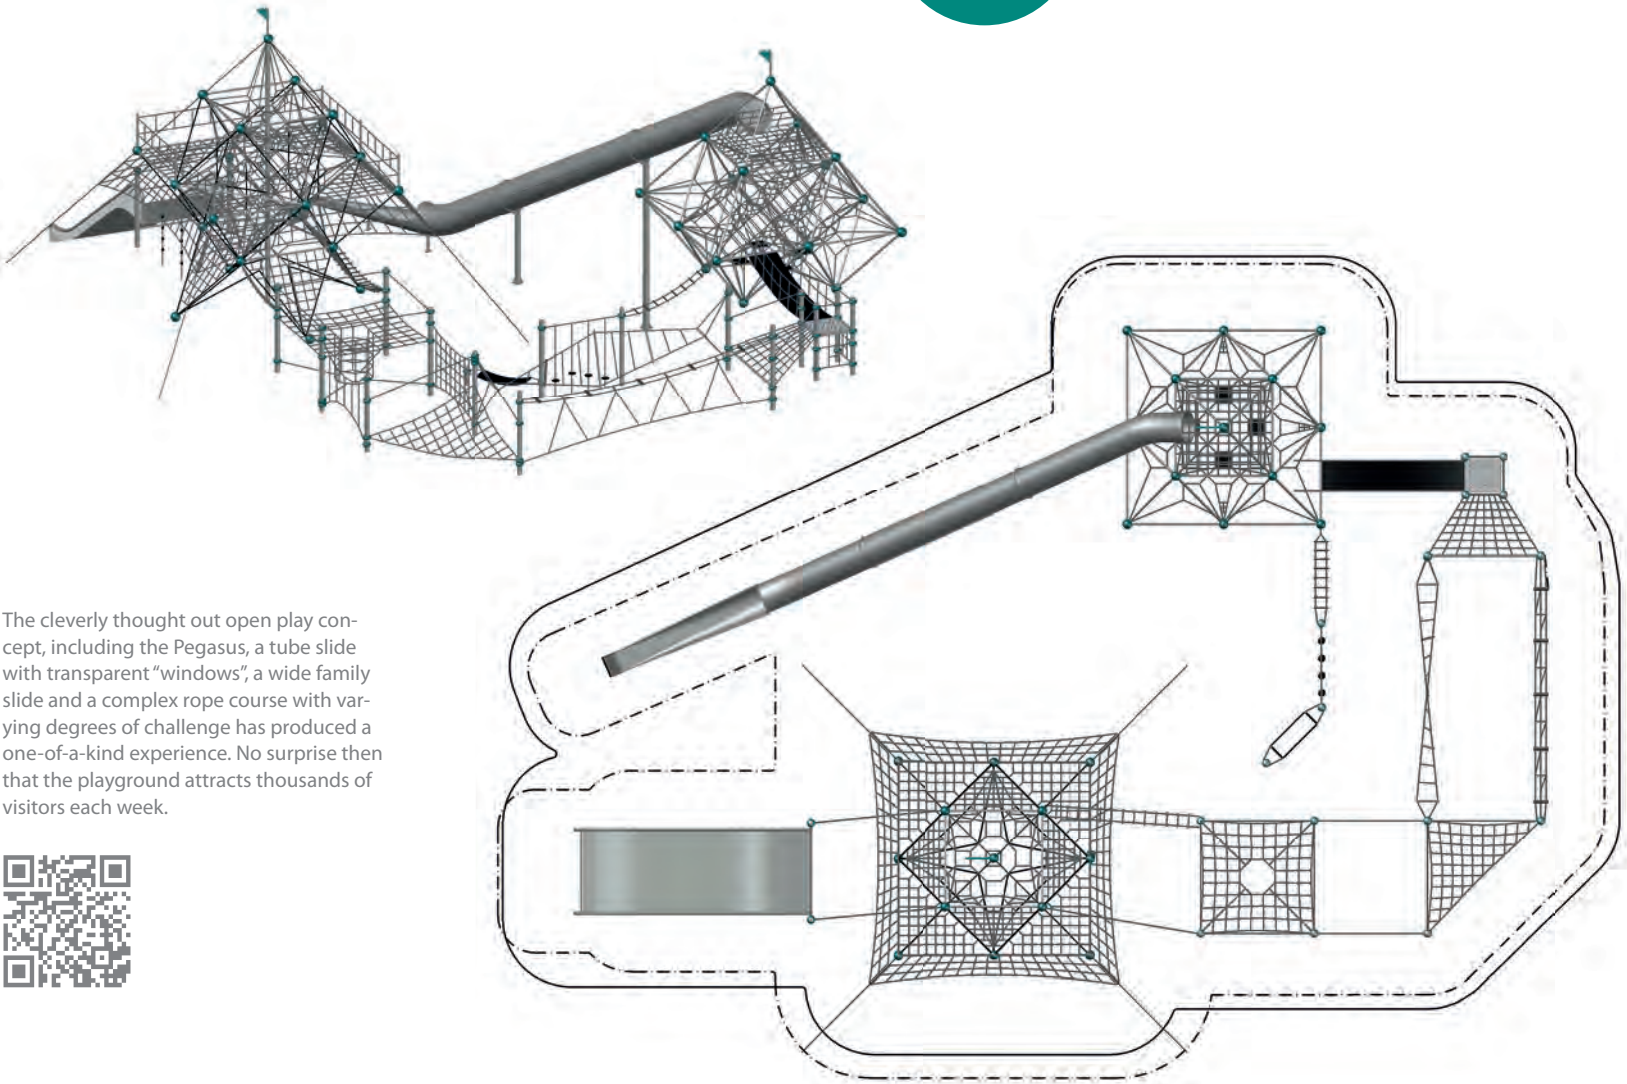 The cleverly thought out open play con-
cept, including the Pegasus, a tube slide
with transparent “windows”, a wide family
slide and a complex rope course with var-
ying degrees of challenge has produced a
one-of-a-kind experience. No surprise then
that the playground attracts thousands of
visitors each week.